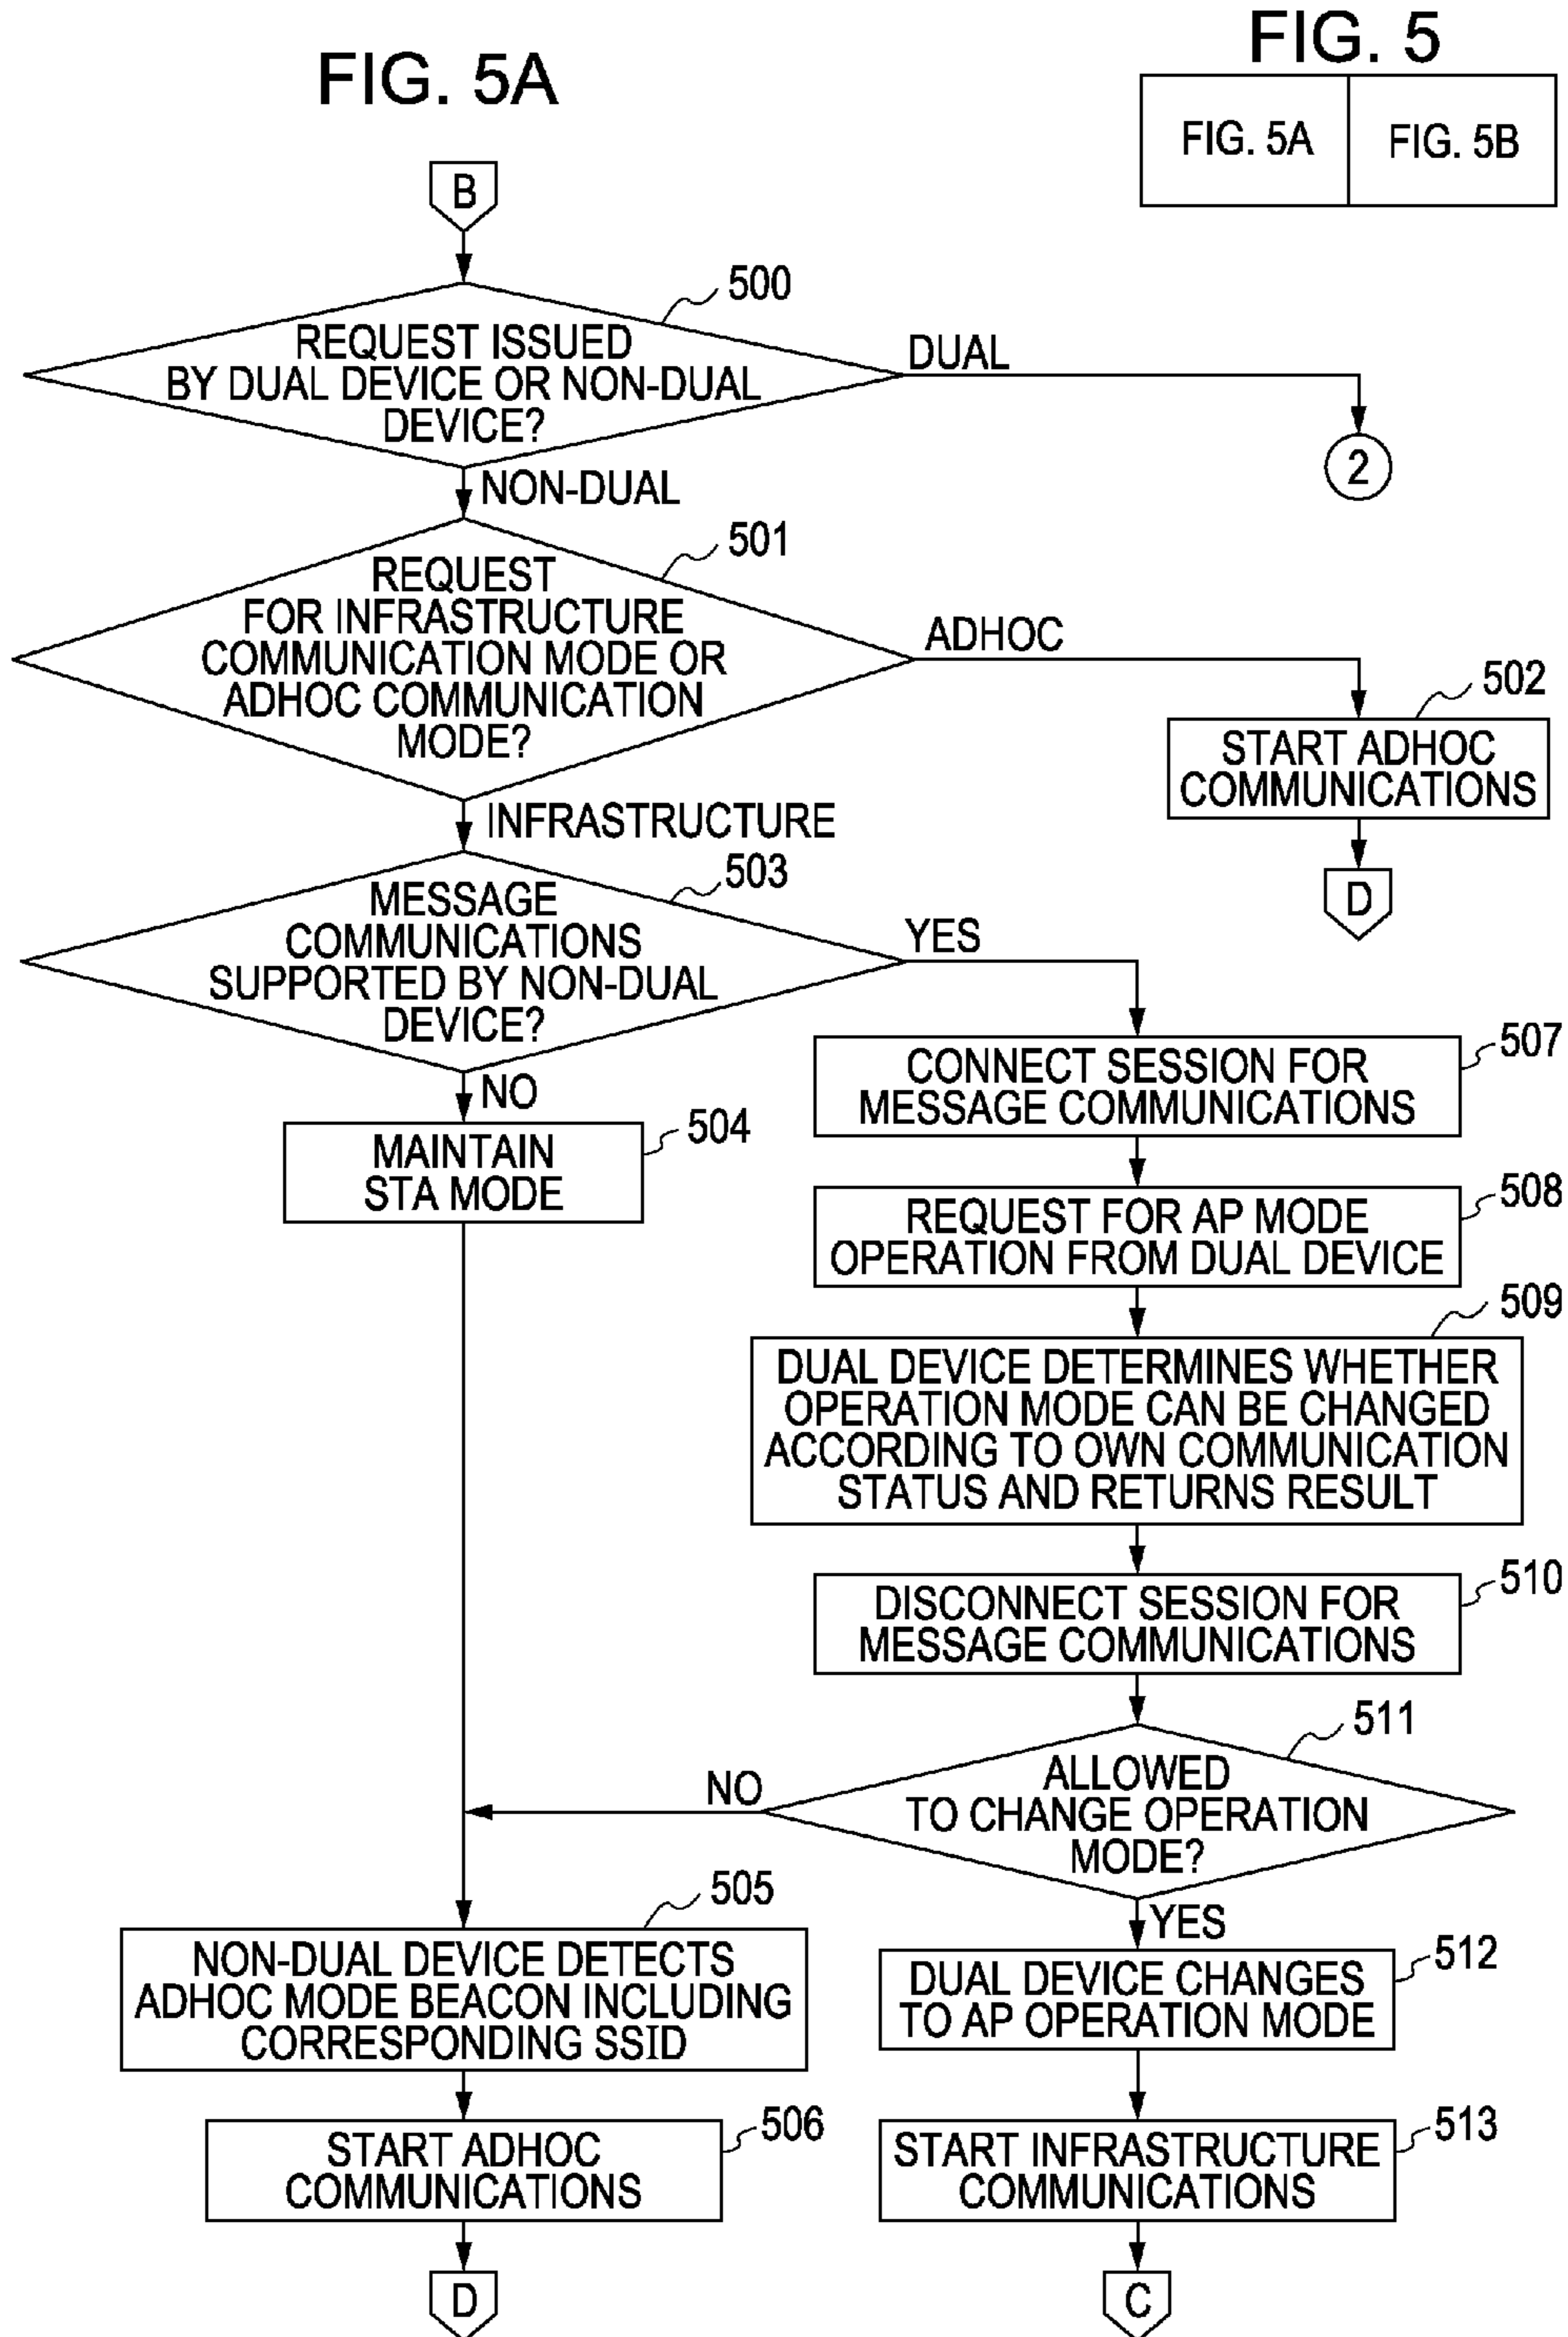 FIG. 5A
FIG. 5
FIG. 5A
FIG. 5B
B
500
REQUEST ISSUED
BY DUAL DEVICE OR NON-DUAL
DEVICE?
DUAL
2
NON-DUAL
501
REQUEST
FOR INFRASTRUCTURE
COMMUNICATION MODE OR
ADHOC COMMUNICATION
MODE?
ADHOC
502
START ADHOC
COMMUNICATIONS
D
INFRASTRUCTURE
503
MESSAGE
COMMUNICATIONS
SUPPORTED BY NON-DUAL
DEVICE?
YES
NO
504
MAINTAIN
STA MODE
507
CONNECT SESSION FOR
MESSAGE COMMUNICATIONS
508
REQUEST FOR AP MODE
OPERATION FROM DUAL DEVICE
509
DUAL DEVICE DETERMINES WHETHER
OPERATION MODE CAN BE CHANGED
ACCORDING TO OWN COMMUNICATION
STATUS AND RETURNS RESULT
510
DISCONNECT SESSION FOR
MESSAGE COMMUNICATIONS
511
ALLOWED
TO CHANGE OPERATION
MODE?
NO
YES
505
NON-DUAL DEVICE DETECTS
ADHOC MODE BEACON INCLUDING
CORRESPONDING SSID
506
START ADHOC
COMMUNICATIONS
D
512
DUAL DEVICE CHANGES
TO AP OPERATION MODE
513
START INFRASTRUCTURE
COMMUNICATIONS
C